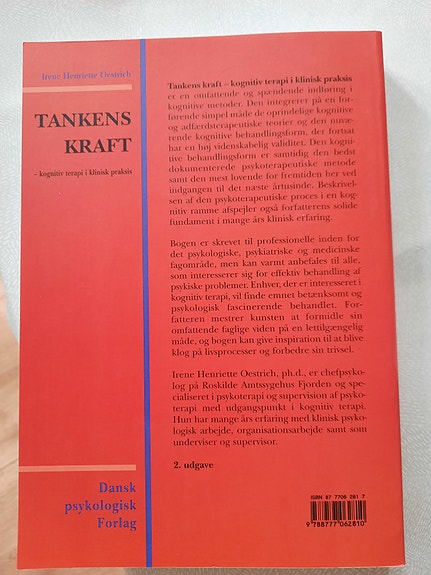 Irene Henriette Oestrich
TANKENS
KRAFT
– kognitiv terapi i klinisk praksis
Dansk
psykologisk
Forlag
Tankens kraft – kognitiv terapi i klinisk praksis
er en omfattende og spændende indføring i
kognitive metoder. Den integrerer på en for-
førende simpel måde de oprindelige kognitive
og adfærdsterapeutiske teorier og den nuvæ-
rende kognitive behandlingsform, der fortsat
har en høj videnskabelig validitet. Den kogni-
tive behandlingsform er samtidig den bedst
dokumenterede psykoterapeutiske metode
samt den mest lovende for fremtiden her ved
indgangen til det næste årtusinde. Beskrivel-
sen af den psykoterapeutiske proces i en kog-
nitiv ramme afspejler også forfatterens solide
fundament i mange års klinisk erfaring.
Bogen er skrevet til professionelle inden for
det psykologiske, psykiatriske og medicinske
fagområde, men kan varmt anbefales til alle,
som interesserer sig for effektiv behandling af
psykiske problemer. Enhver, der er interesseret i
kognitiv terapi, vil finde emnet betænksomt og
psykologisk fascinerende behandlet. For-
fatteren mestrer kunsten at formidle sin
omfattende faglige viden på en lettilgængelig
måde, og bogen kan give inspiration til at blive
klog på livsprocesser og forbedre sin trivsel.
Irene Henriette Oestrich, ph.d., er chefpsyko-
log på Roskilde Amtssygehus Fjorden og spe-
cialiseret i psykoterapi og supervision af psyko-
terapi med udgangspunkt i kognitiv terapi.
Hun har mange års erfaring med klinisk psyko-
logisk arbejde, organisationsarbejde samt som
underviser og supervisor.
2. udgave
ISBN 87 7706 281 7
9 788777 062810